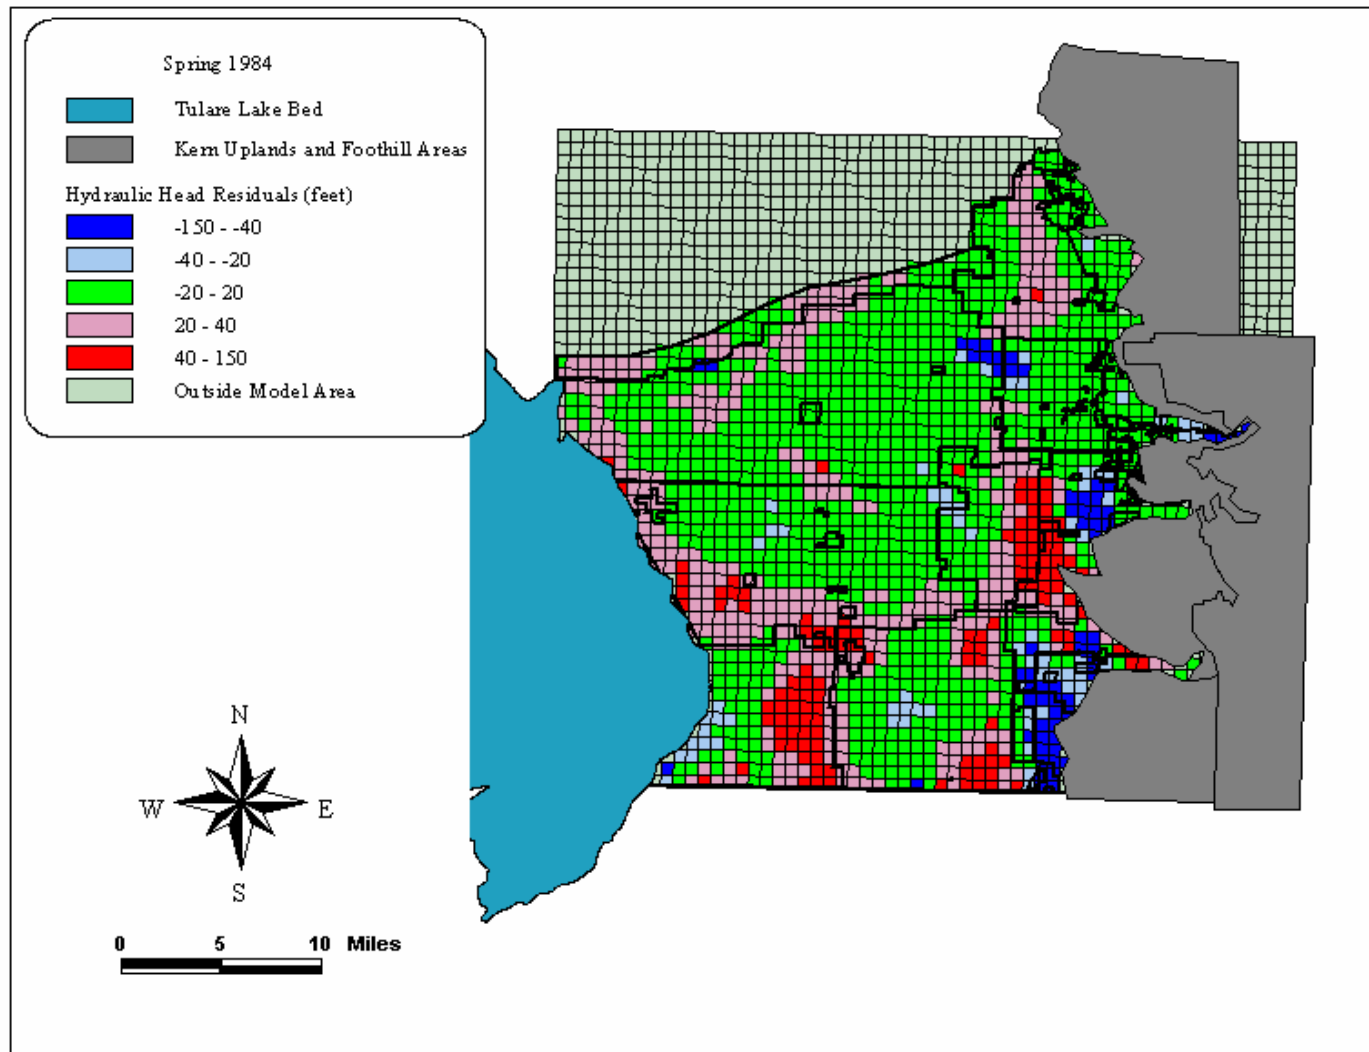 Spring 1984
Tulare Lake Bed
Kern Uplands and Foothill Areas
Hydraulic Head Residuals (feet)
-150 - -40
-40 - -20
-20 - 20
20 - 40
40 - 150
Outside Model Area
N
W E
S
0 5 10 Miles